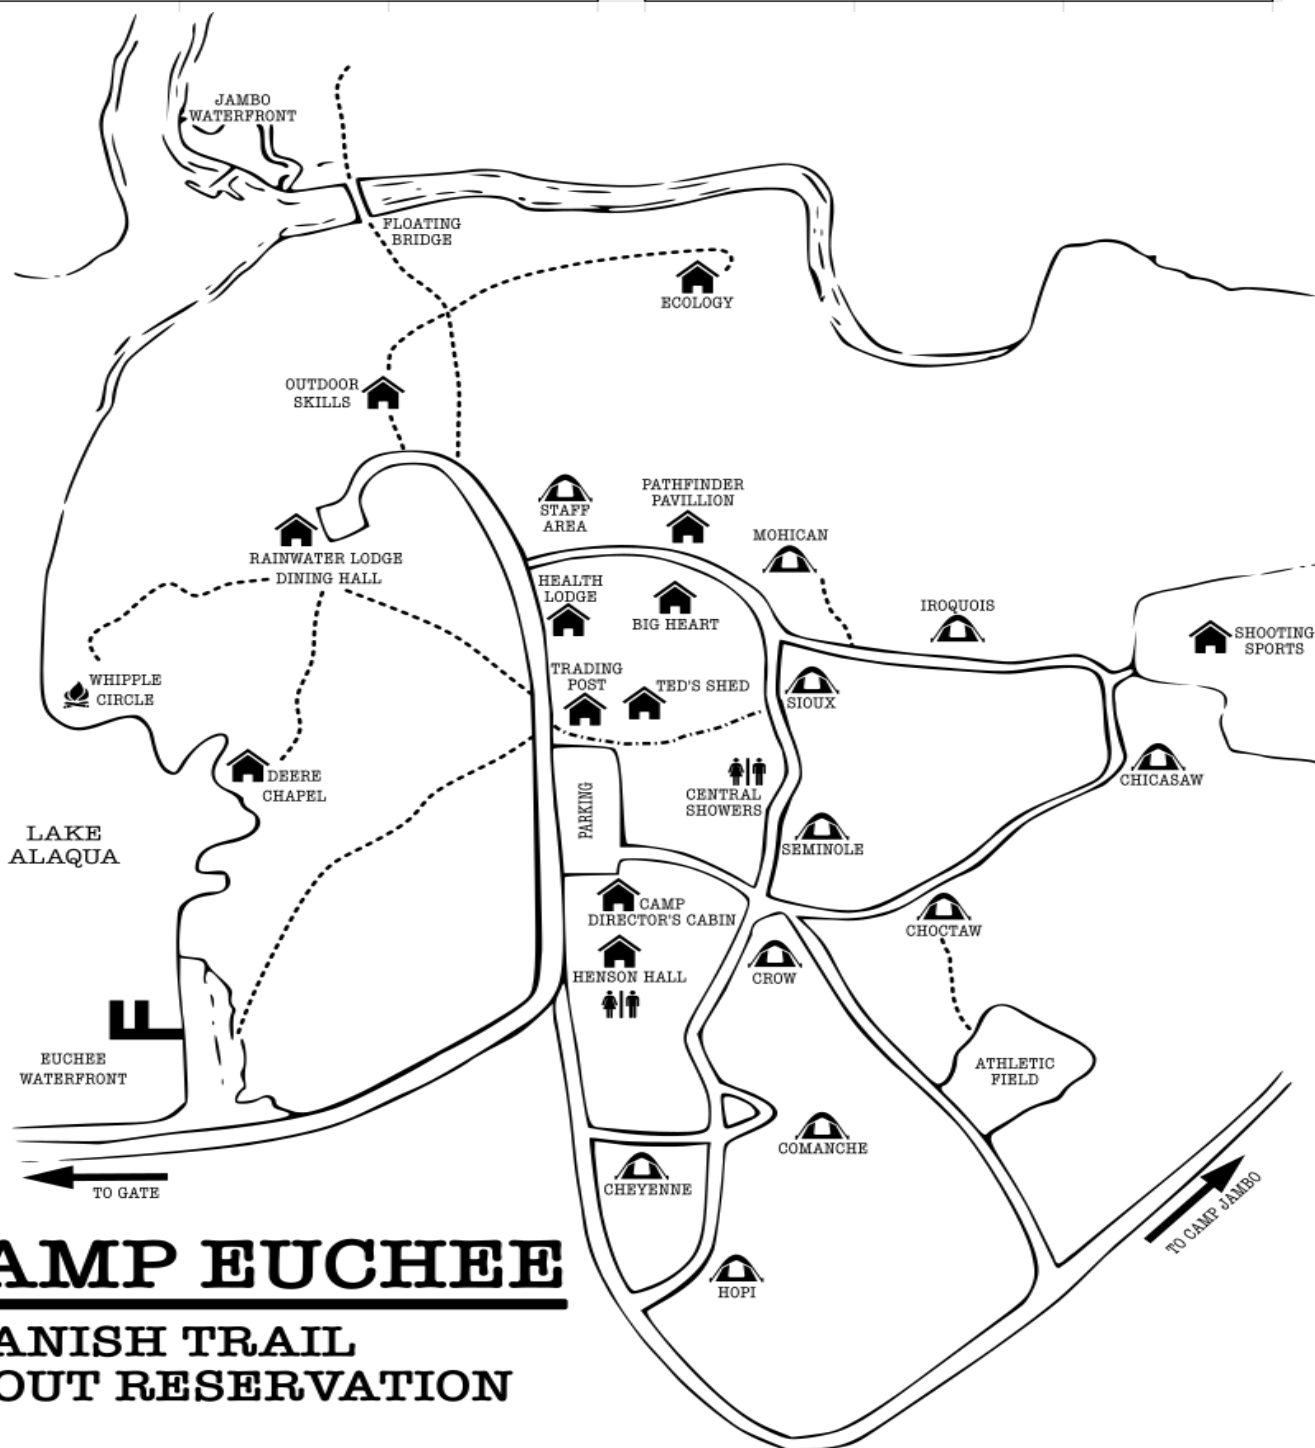 JAMBO
WATERFRONT
FLOATING
BRIDGE
ECOLOGY
OUTDOOR
SKILLS
STAFF
AREA
PATHFINDER
PAVILLION
MOHICAN
RAINWATER LODGE
DINING HALL
HEALTH
LODGE
BIG HEART
IROQUOIS
SHOOTING
SPORTS
WHIPPLE
CIRCLE
TRADING
POST
TED'S SHED
SIOUX
DEERE
CHAPEL
CENTRAL
SHOWERS
CHICASAW
PARKING
LAKE
ALAQUA
SEMINOLE
CAMP
DIRECTOR'S CABIN
CHOCTAW
HENSON HALL
CROW
EUCHEE
WATERFRONT
ATHLETIC
FIELD
COMANCHE
CHEYENNE
TO GATE
TO CAMP JAMBO
HOPI
AMP EUCHEE
ANISH TRAIL
OUT RESERVATION